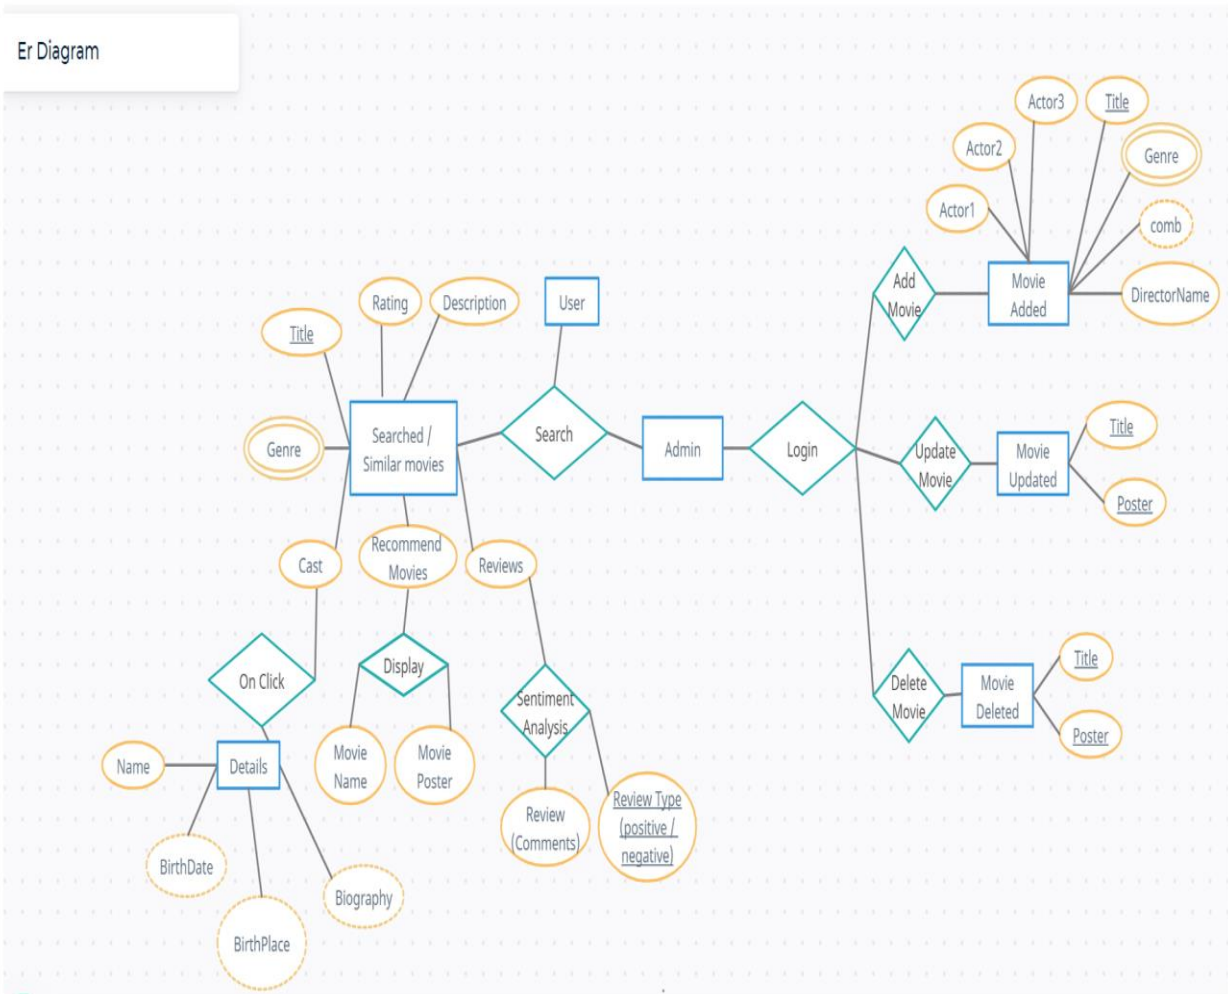 Er Diagram
Actor3
Title
Actor2
Genre
Actor1
comb
Add
Movie
Movie
Added
DirectorName
Rating
Description
User
Title
Genre
Searched /
Similar movies
Search
Admin
Login
Update
Movie
Movie
Updated
Title
Poster
Cast
Recommend
Movies
Reviews
On Click
Display
Sentiment
Analysis
Delete
Movie
Movie
Deleted
Title
Poster
Name
Details
Movie
Name
Movie
Poster
Review
(Comments)
Review Type
(positive /
negative)
BirthDate
Biography
BirthPlace